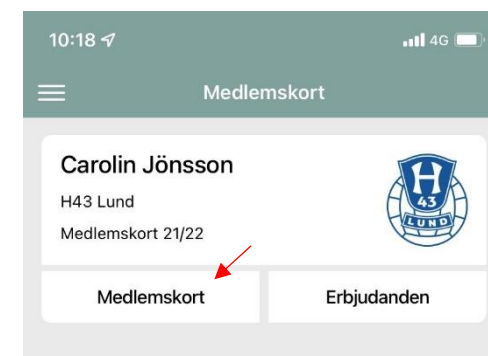 10:18
4G
Medlemskort
Carolin Jönsson
H43 Lund
Medlemskort 21/22
H
43
LUND
Medlemskort
Erbjudanden